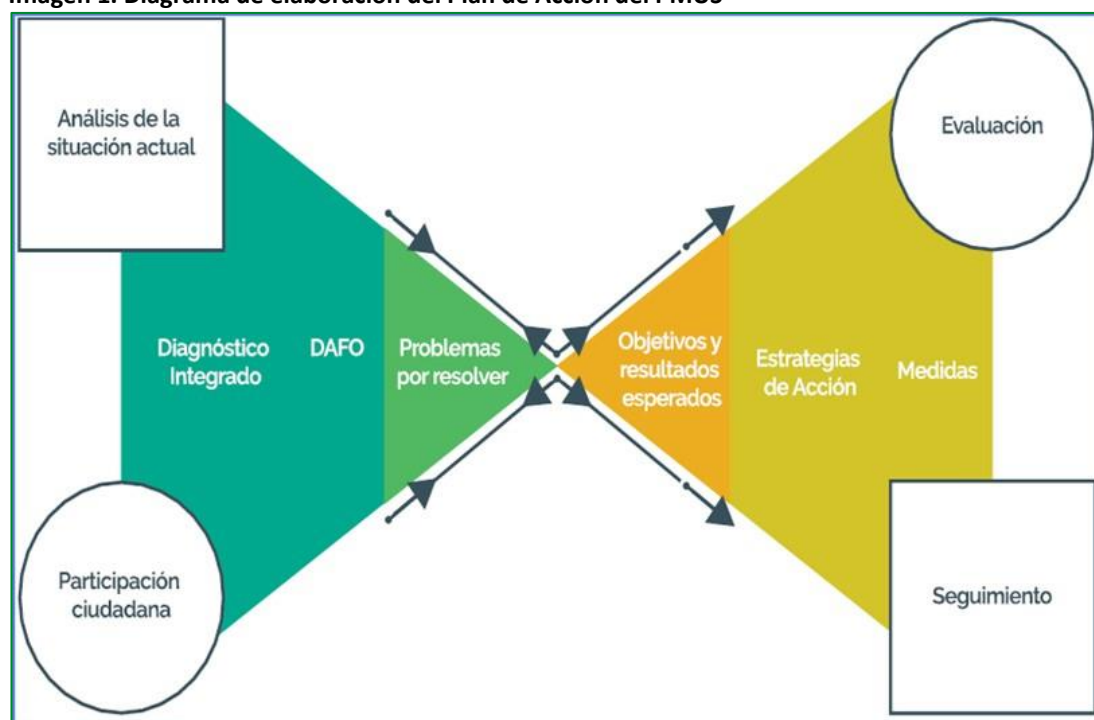 Imagen 1. Diagrama de elaboración del Plan de Acción del PMUS
Análisis de la
situación actual
Evaluación
Diagnóstico
Integrado
DAFO
Problemas
por resolver
Objetivos y
resultados
esperados
Estrategias
de Acción
Medidas
Participación
ciudadana
Seguimiento